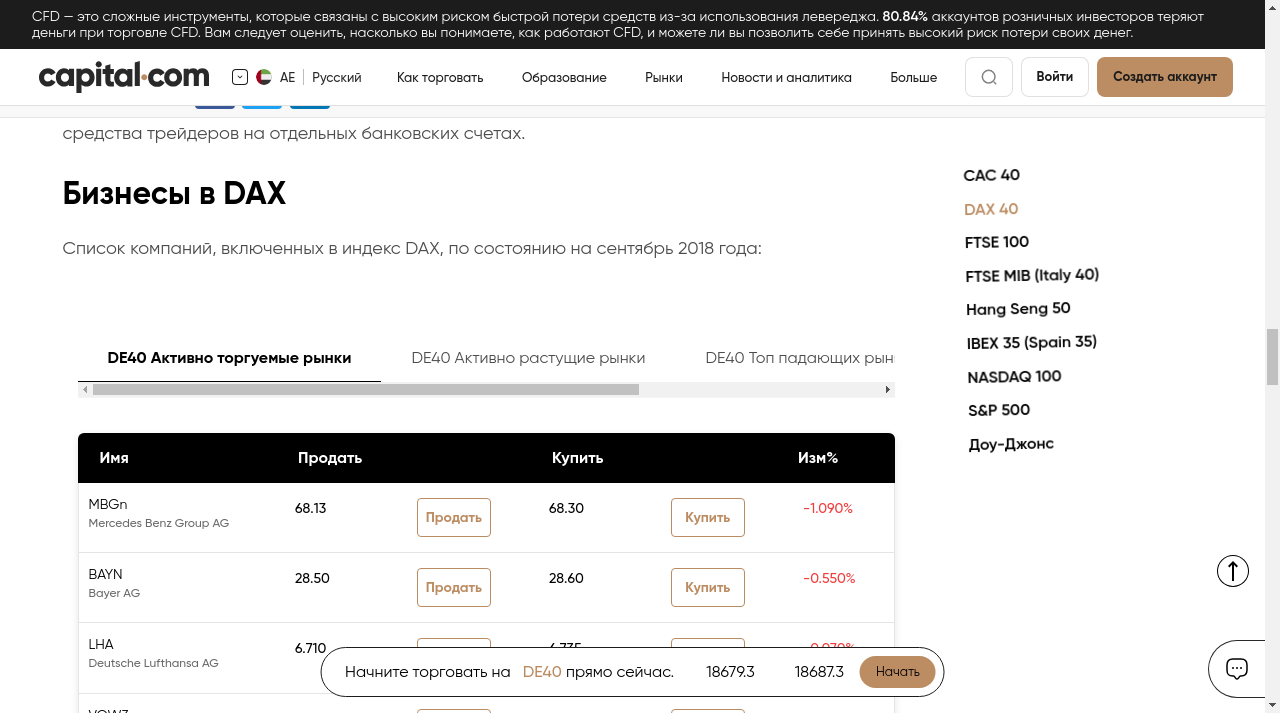 CFD — это сложные инструменты, которые связаны с высоким риском быстрой потери средств из-за использования левереджа. 80.84% аккаунтов розничных инвесторов теряют
деньги при торговле CFD. Вам следует оценить, насколько вы понимаете, как работают CFD, и можете ли вы позволить себе принять высокий риск потери своих денег.
capital.com
AE
Русский
Как торговать
Образование
Рынки
Новости и аналитика
Больше
Войти
Создать аккаунт
средства трейдеров на отдельных банковских счетах.
Бизнесы в DAX
Список компаний, включенных в индекс DAX, по состоянию на сентябрь 2018 года:
CAC 40
DAX 40
FTSE 100
FTSE MIB (Italy 40)
Hang Seng 50
IBEX 35 (Spain 35)
NASDAQ 100
S&P 500
Доу-Джонс
DE40 Активно торгуемые рынки
DE40 Активно растущие рынки
DE40 Топ падающих
Имя Продать Купить Изм%
MBGn 68.13 Продать 68.30 Купить -1.090%
Mercedes Benz Group AG
BAYN 28.50 Продать 28.60 Купить -0.550%
Bayer AG
LHA 6.710
Deutsche Lufthansa AG
Начните торговать на DE40 прямо сейчас. 18679.3 18687.3 Начать